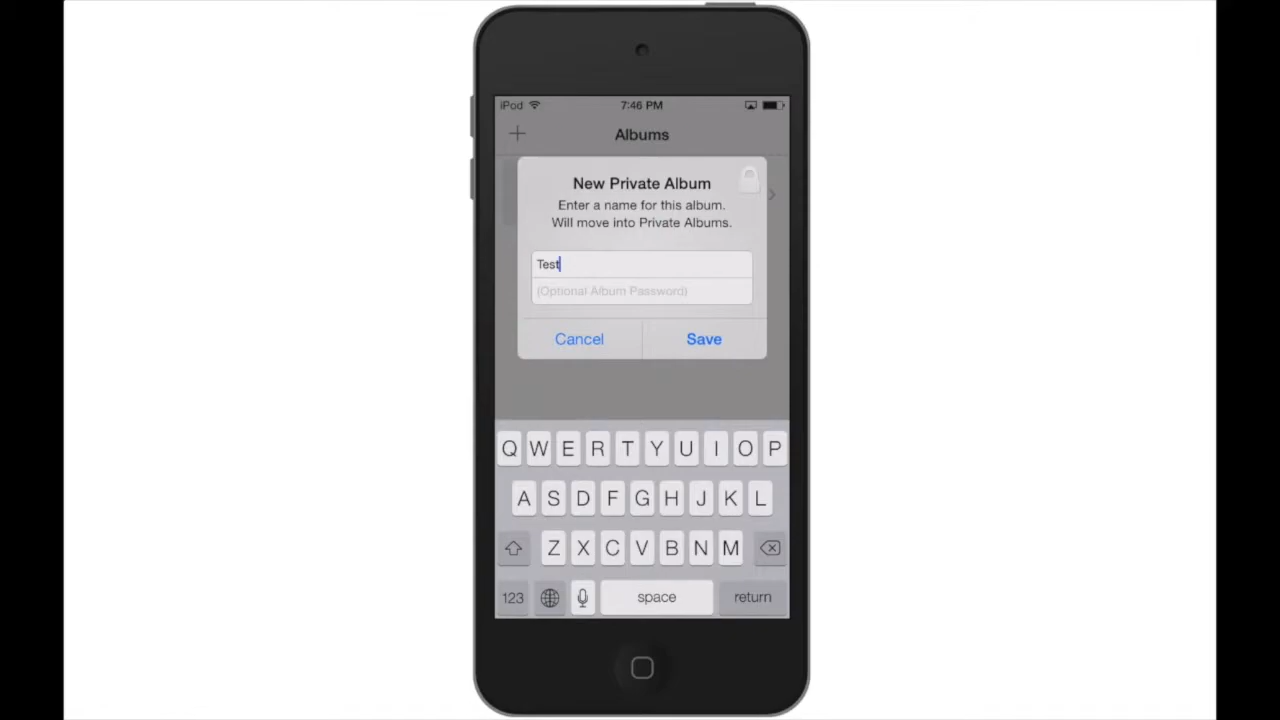 iPod 7:46 PM
Albums
New Private Album
Enter a name for this album.
Will move into Private Albums.
Test
(Optional Album Password)
Cancel Save
Q W E R T Y U I O P
A S D F G H J K L
Z X C V B N M
123 space return